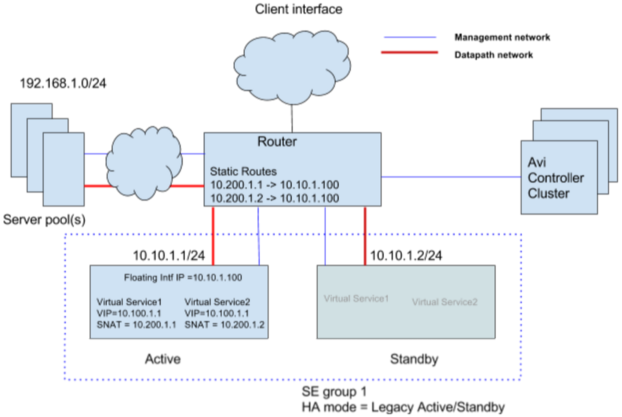 Client interface
Management network
Datapath network
192.168.1.0/24
Router
Static Routes
10.200.1.1 -> 10.10.1.100
10.200.1.2 -> 10.10.1.100
Avi
Controller
Cluster
Server pool(s)
10.10.1.1/24
10.10.1.2/24
Floating Intf IP =10.10.1.100
Virtual Service1
VIP=10.100.1.1
SNAT = 10.200.1.1
Virtual Service2
VIP=10.100.1.1
SNAT = 10.200.1.2
Virtual Service1
Virtual Service2
Active
Standby
SE group 1
HA mode = Legacy Active/Standby